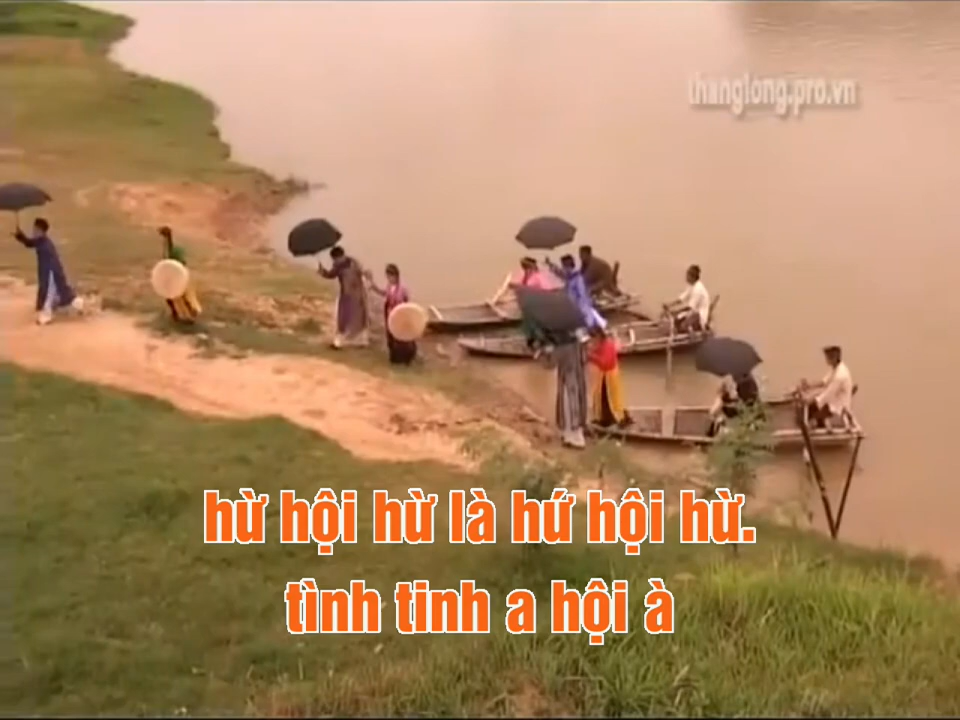 thanglong.pro.vn
hừ hội hừ là hứ hội hừ.
tình tinh a hội à